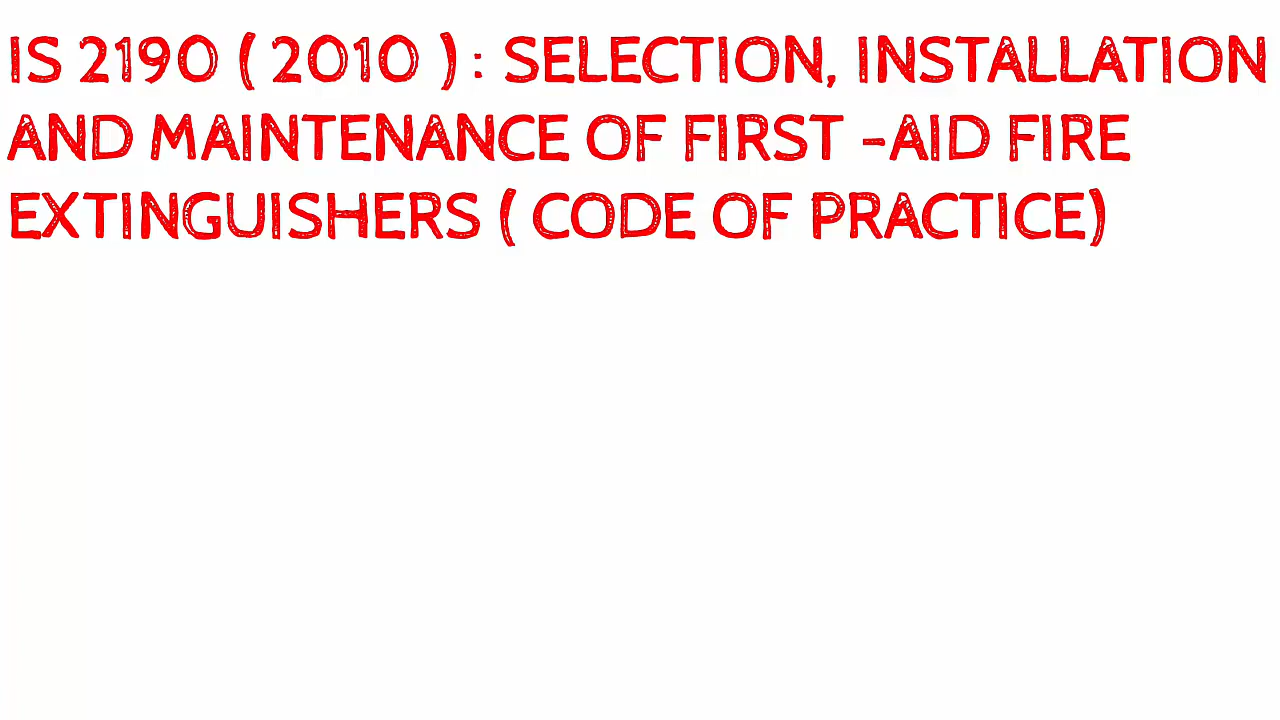 IS 2190 ( 2010 ) : SELECTION, INSTALLATION
AND MAINTENANCE OF FIRST -AID FIRE
EXTINGUISHERS ( CODE OF PRACTICE)